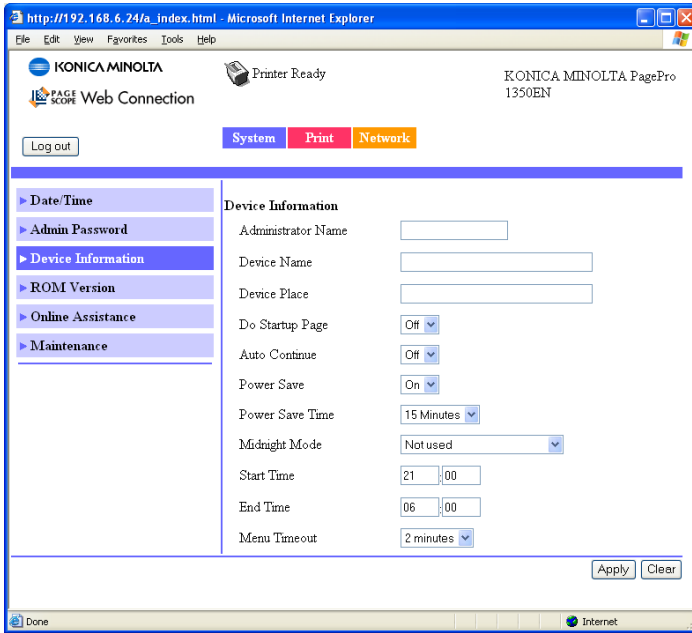 http://192.168.6.24/a_index.html - Microsoft Internet Explorer
File Edit View Favorites Tools Help
KONICA MINOLTA
Printer Ready
KONICA MINOLTA PagePro
1350EN
PAGE SCOPE Web Connection
Log out
System Print Network
Date/Time
Admin Password
Device Information
ROM Version
Online Assistance
Maintenance
Device Information
Administrator Name
Device Name
Device Place
Do Startup Page Off
Auto Continue Off
Power Save On
Power Save Time 15 Minutes
Midnight Mode Not used
Start Time 21 : 00
End Time 06 : 00
Menu Timeout 2 minutes
Apply Clear
Done Internet